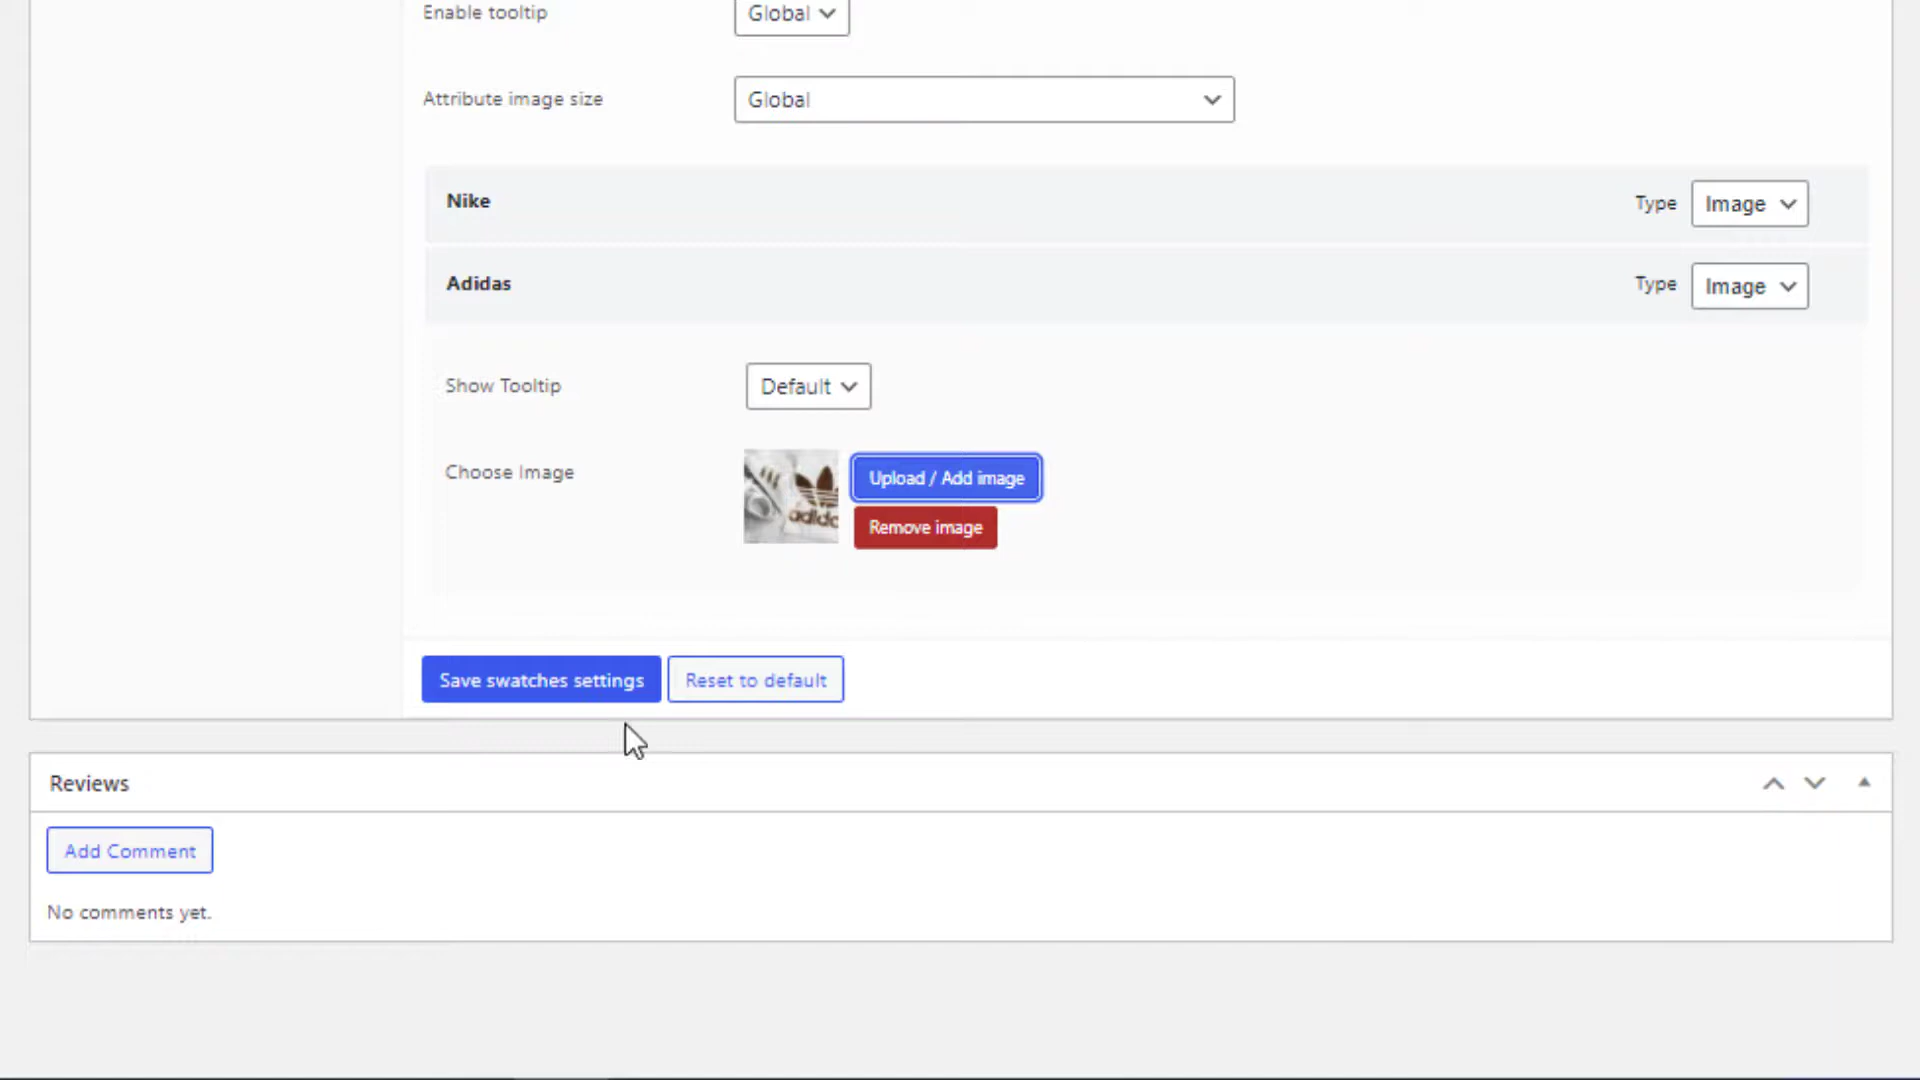 Enable tooltip Global
Attribute image size Global
Nike Type Image
Adidas Type Image
Show Tooltip Default
Choose Image Upload / Add image
Remove image
Save swatches settings Reset to default
Reviews
Add Comment
No comments yet.